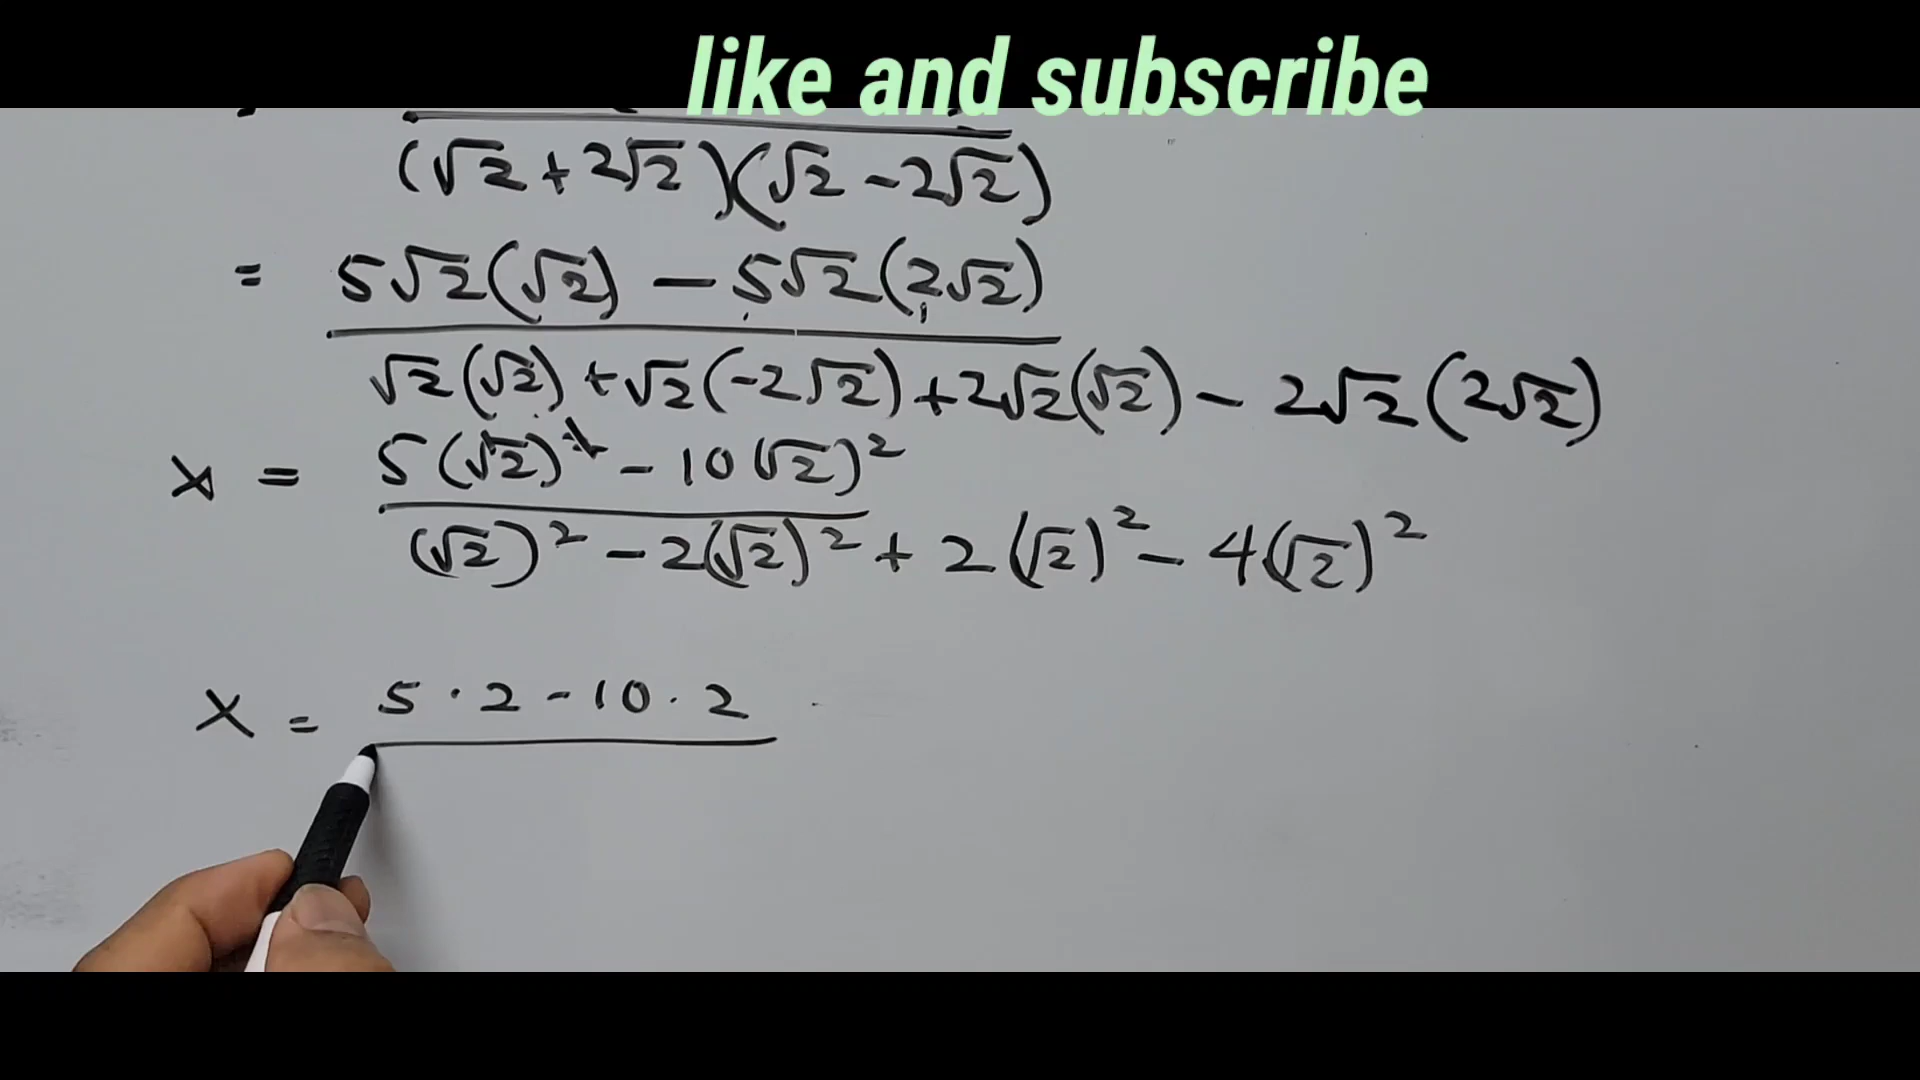 like and subscribe
=
(√2 + 2√2)(√2 - 2√2)
= 5√2(√2) - 5√2(2√2)
√2(√2) + √2(-2√2) + 2√2(√2) - 2√2(2√2)
x = 5(√2)² - 10(√2)²
(√2)² - 2(√2)² + 2(√2)² - 4(√2)²
x = 5 · 2 - 10 · 2